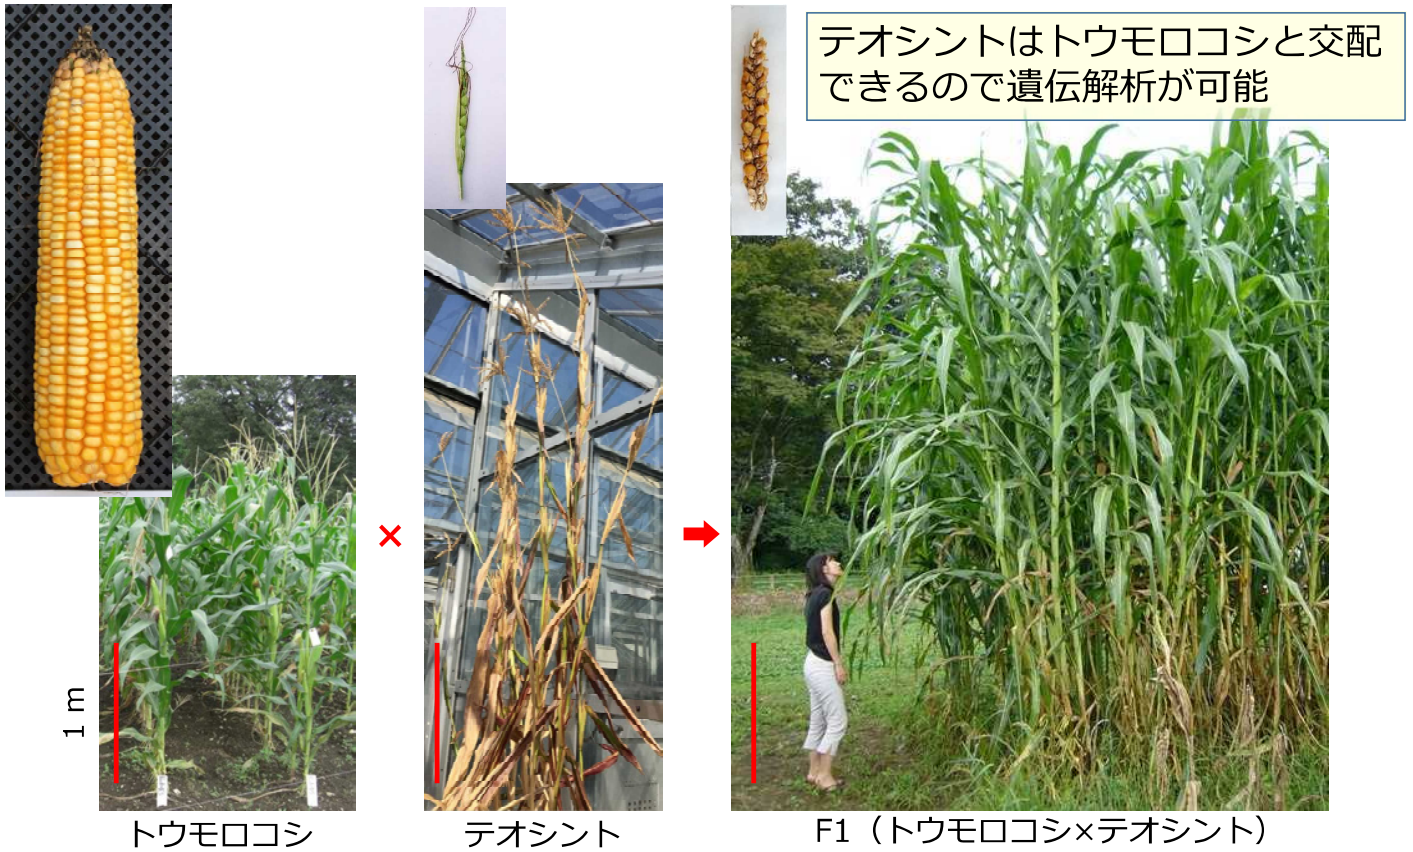 テオシントはトウモロコシと交配
できるので遺伝解析が可能
×
1 m
トウモロコシ
テオシント
F1（トウモロコシ×テオシント）